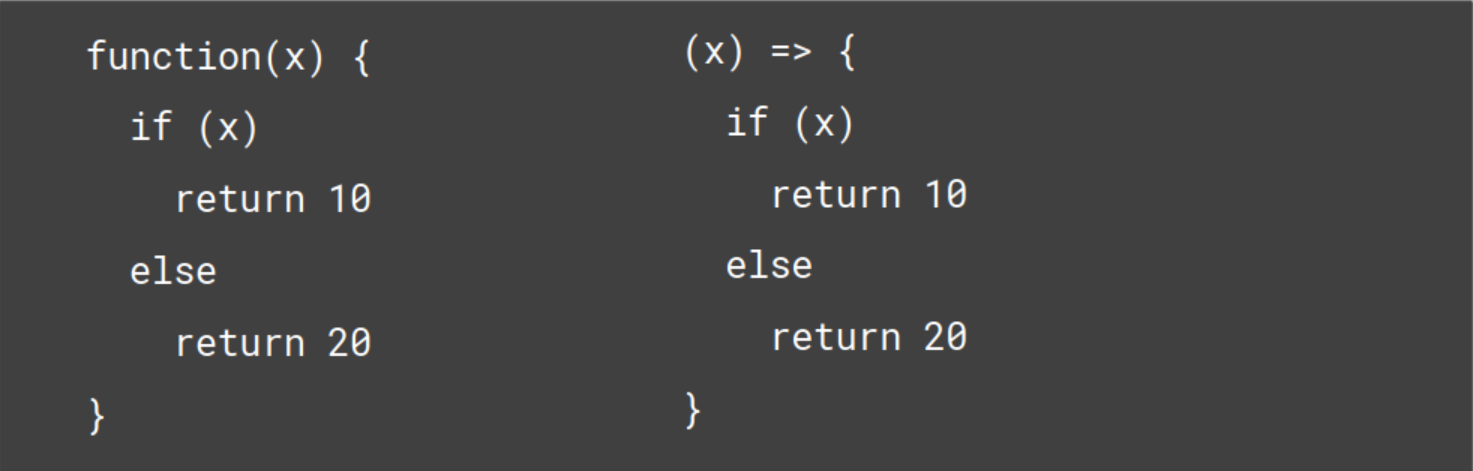 function(x) {
  if (x)
    return 10
  else
    return 20
}
(x) => {
  if (x)
    return 10
  else
    return 20
}